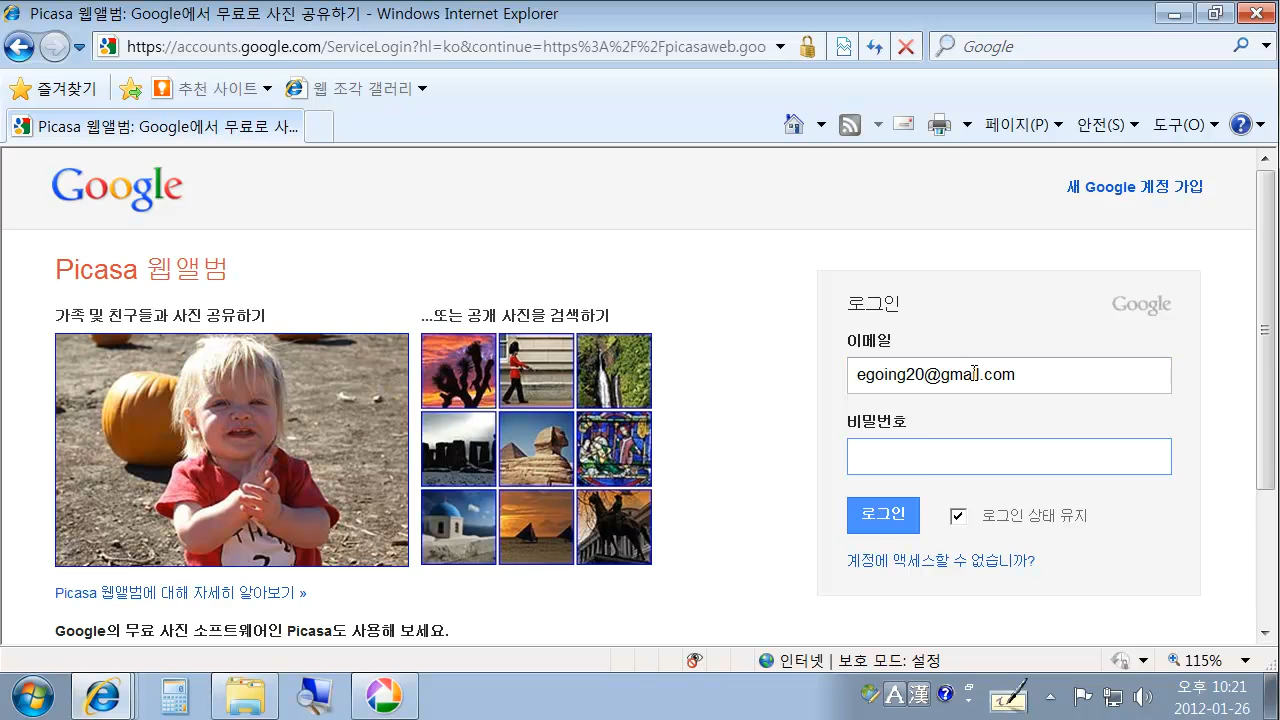 Picasa 웹앨범: Google에서 무료로 사진 공유하기 - Windows Internet Explorer
https://accounts.google.com/ServiceLogin?hl=ko&continue=https%3A%2F%2Fpicasaweb.goo
Google
즐겨찾기
추천 사이트
웹 조각 갤러리
Picasa 웹앨범: Google에서 무료로 사...
페이지(P)
안전(S)
도구(O)
Google
새 Google 계정 가입
Picasa 웹앨범
가족 및 친구들과 사진 공유하기
...또는 공개 사진을 검색하기
로그인
Google
이메일
egoing20@gmail.com
비밀번호
로그인
로그인 상태 유지
계정에 액세스할 수 없습니까?
Picasa 웹앨범에 대해 자세히 알아보기 »
Google의 무료 사진 소프트웨어인 Picasa도 사용해 보세요.
인터넷 | 보호 모드: 설정
115%
A 漢
오후 10:21
2012-01-26